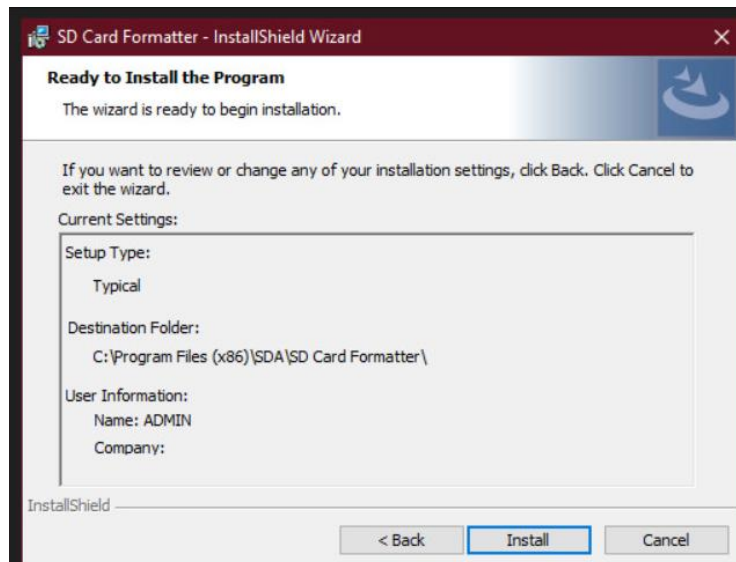 SD Card Formatter - InstallShield Wizard
Ready to Install the Program
The wizard is ready to begin installation.
If you want to review or change any of your installation settings, click Back. Click Cancel to
exit the wizard.
Current Settings:
Setup Type:
Typical
Destination Folder:
C:\Program Files (x86)\SDA\SD Card Formatter\
User Information:
Name: ADMIN
Company:
InstallShield
< Back
Install
Cancel